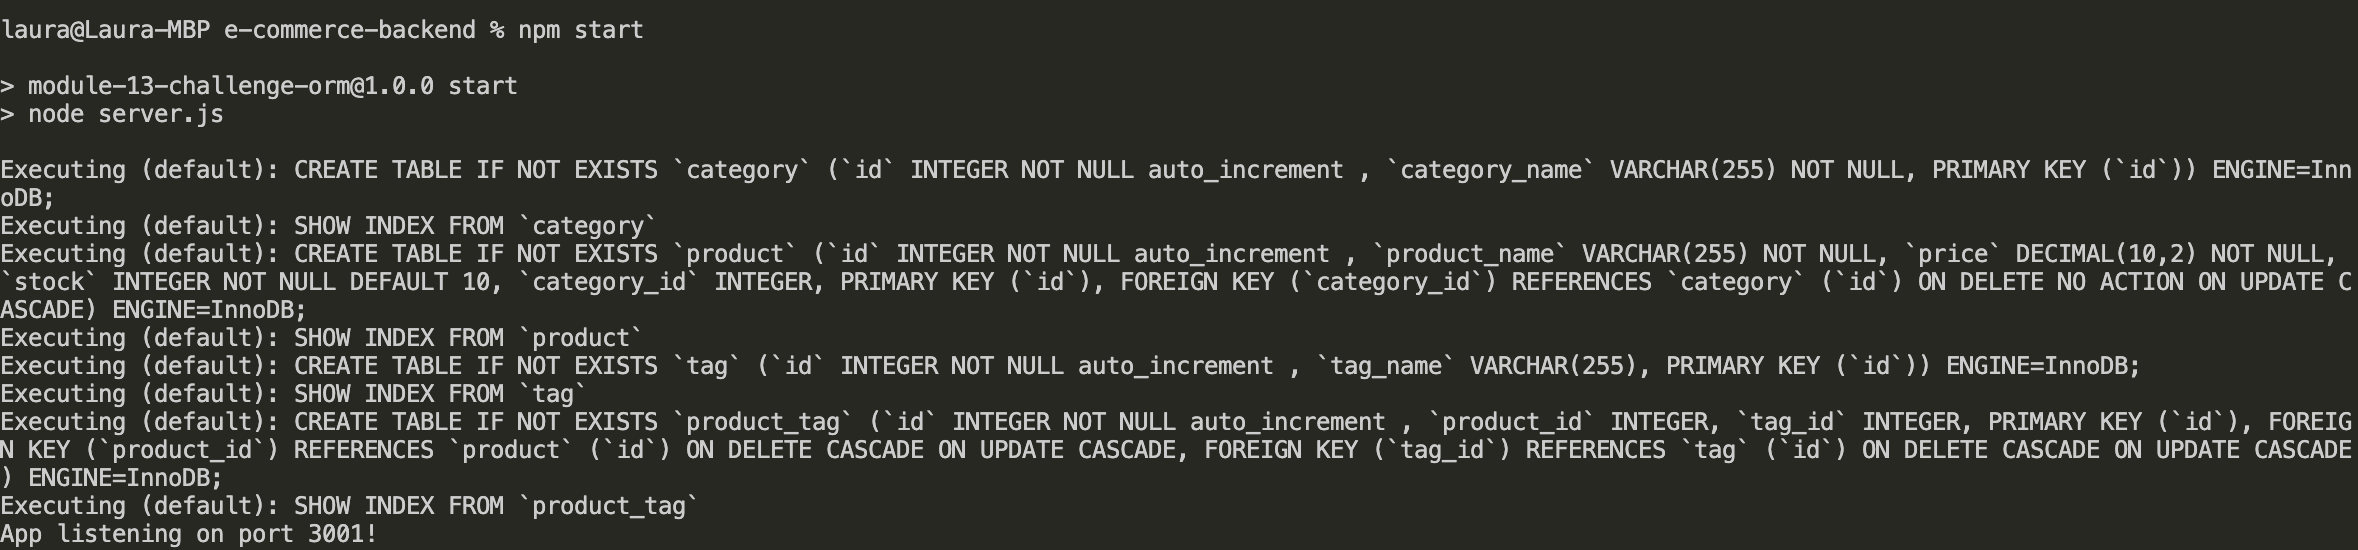 laura@Laura-MBP e-commerce-backend % npm start
> module-13-challenge-orm@1.0.0 start
> node server.js
Executing (default): CREATE TABLE IF NOT EXISTS `category` (`id` INTEGER NOT NULL auto_increment , `category_name` VARCHAR(255) NOT NULL, PRIMARY KEY (`id`)) ENGINE=Inn
oDB;
Executing (default): SHOW INDEX FROM `category`
Executing (default): CREATE TABLE IF NOT EXISTS `product` (`id` INTEGER NOT NULL auto_increment , `product_name` VARCHAR(255) NOT NULL, `price` DECIMAL(10,2) NOT NULL,
`stock` INTEGER NOT NULL DEFAULT 10, `category_id` INTEGER, PRIMARY KEY (`id`), FOREIGN KEY (`category_id`) REFERENCES `category` (`id`) ON DELETE NO ACTION ON UPDATE C
ASCADE) ENGINE=InnoDB;
Executing (default): SHOW INDEX FROM `product`
Executing (default): CREATE TABLE IF NOT EXISTS `tag` (`id` INTEGER NOT NULL auto_increment , `tag_name` VARCHAR(255), PRIMARY KEY (`id`)) ENGINE=InnoDB;
Executing (default): SHOW INDEX FROM `tag`
Executing (default): CREATE TABLE IF NOT EXISTS `product_tag` (`id` INTEGER NOT NULL auto_increment , `product_id` INTEGER, `tag_id` INTEGER, PRIMARY KEY (`id`), FOREIG
N KEY (`product_id`) REFERENCES `product` (`id`) ON DELETE CASCADE ON UPDATE CASCADE, FOREIGN KEY (`tag_id`) REFERENCES `tag` (`id`) ON DELETE CASCADE ON UPDATE CASCADE
) ENGINE=InnoDB;
Executing (default): SHOW INDEX FROM `product_tag`
App listening on port 3001!